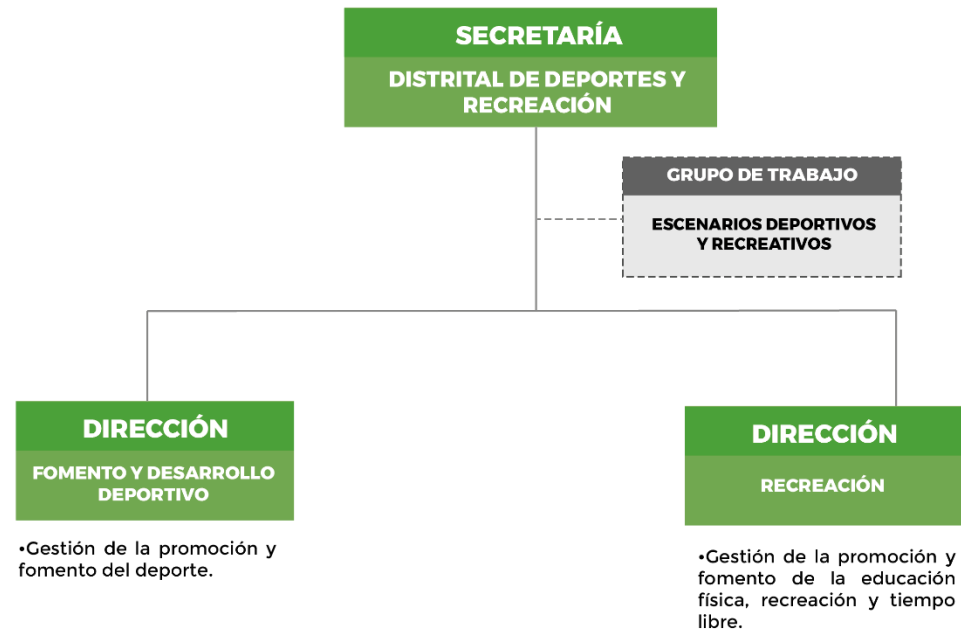 SECRETARÍA
DISTRITAL DE DEPORTES Y
RECREACIÓN
GRUPO DE TRABAJO
ESCENARIOS DEPORTIVOS
Y RECREATIVOS
DIRECCIÓN
FOMENTO Y DESARROLLO
DEPORTIVO
•Gestión de la promoción y
fomento del deporte.
DIRECCIÓN
RECREACIÓN
•Gestión de la promoción y
fomento de la educación
física, recreación y tiempo
libre.